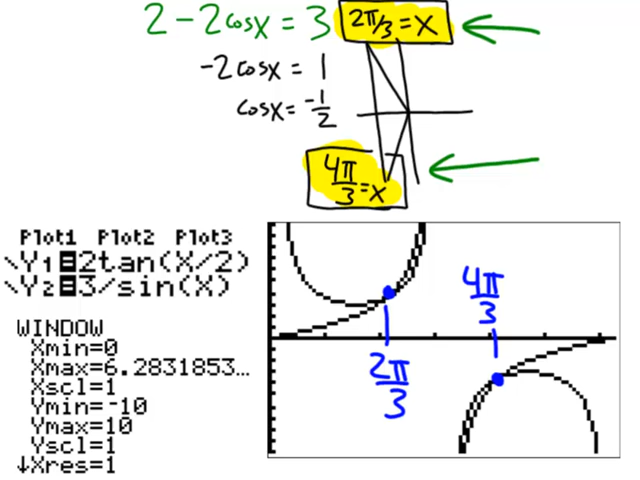 2 - 2cosx = 3
2π/3 = x
-2cosx = 1
cosx = -1/2
4π/3 = x
Plot1 Plot2 Plot3
\Y1=2tan(X/2)
\Y2=3/sin(X)
WINDOW
Xmin=0
Xmax=6.2831853…
Xscl=1
Ymin=-10
Ymax=10
Yscl=1
↓Xres=1
4π/3
2π/3